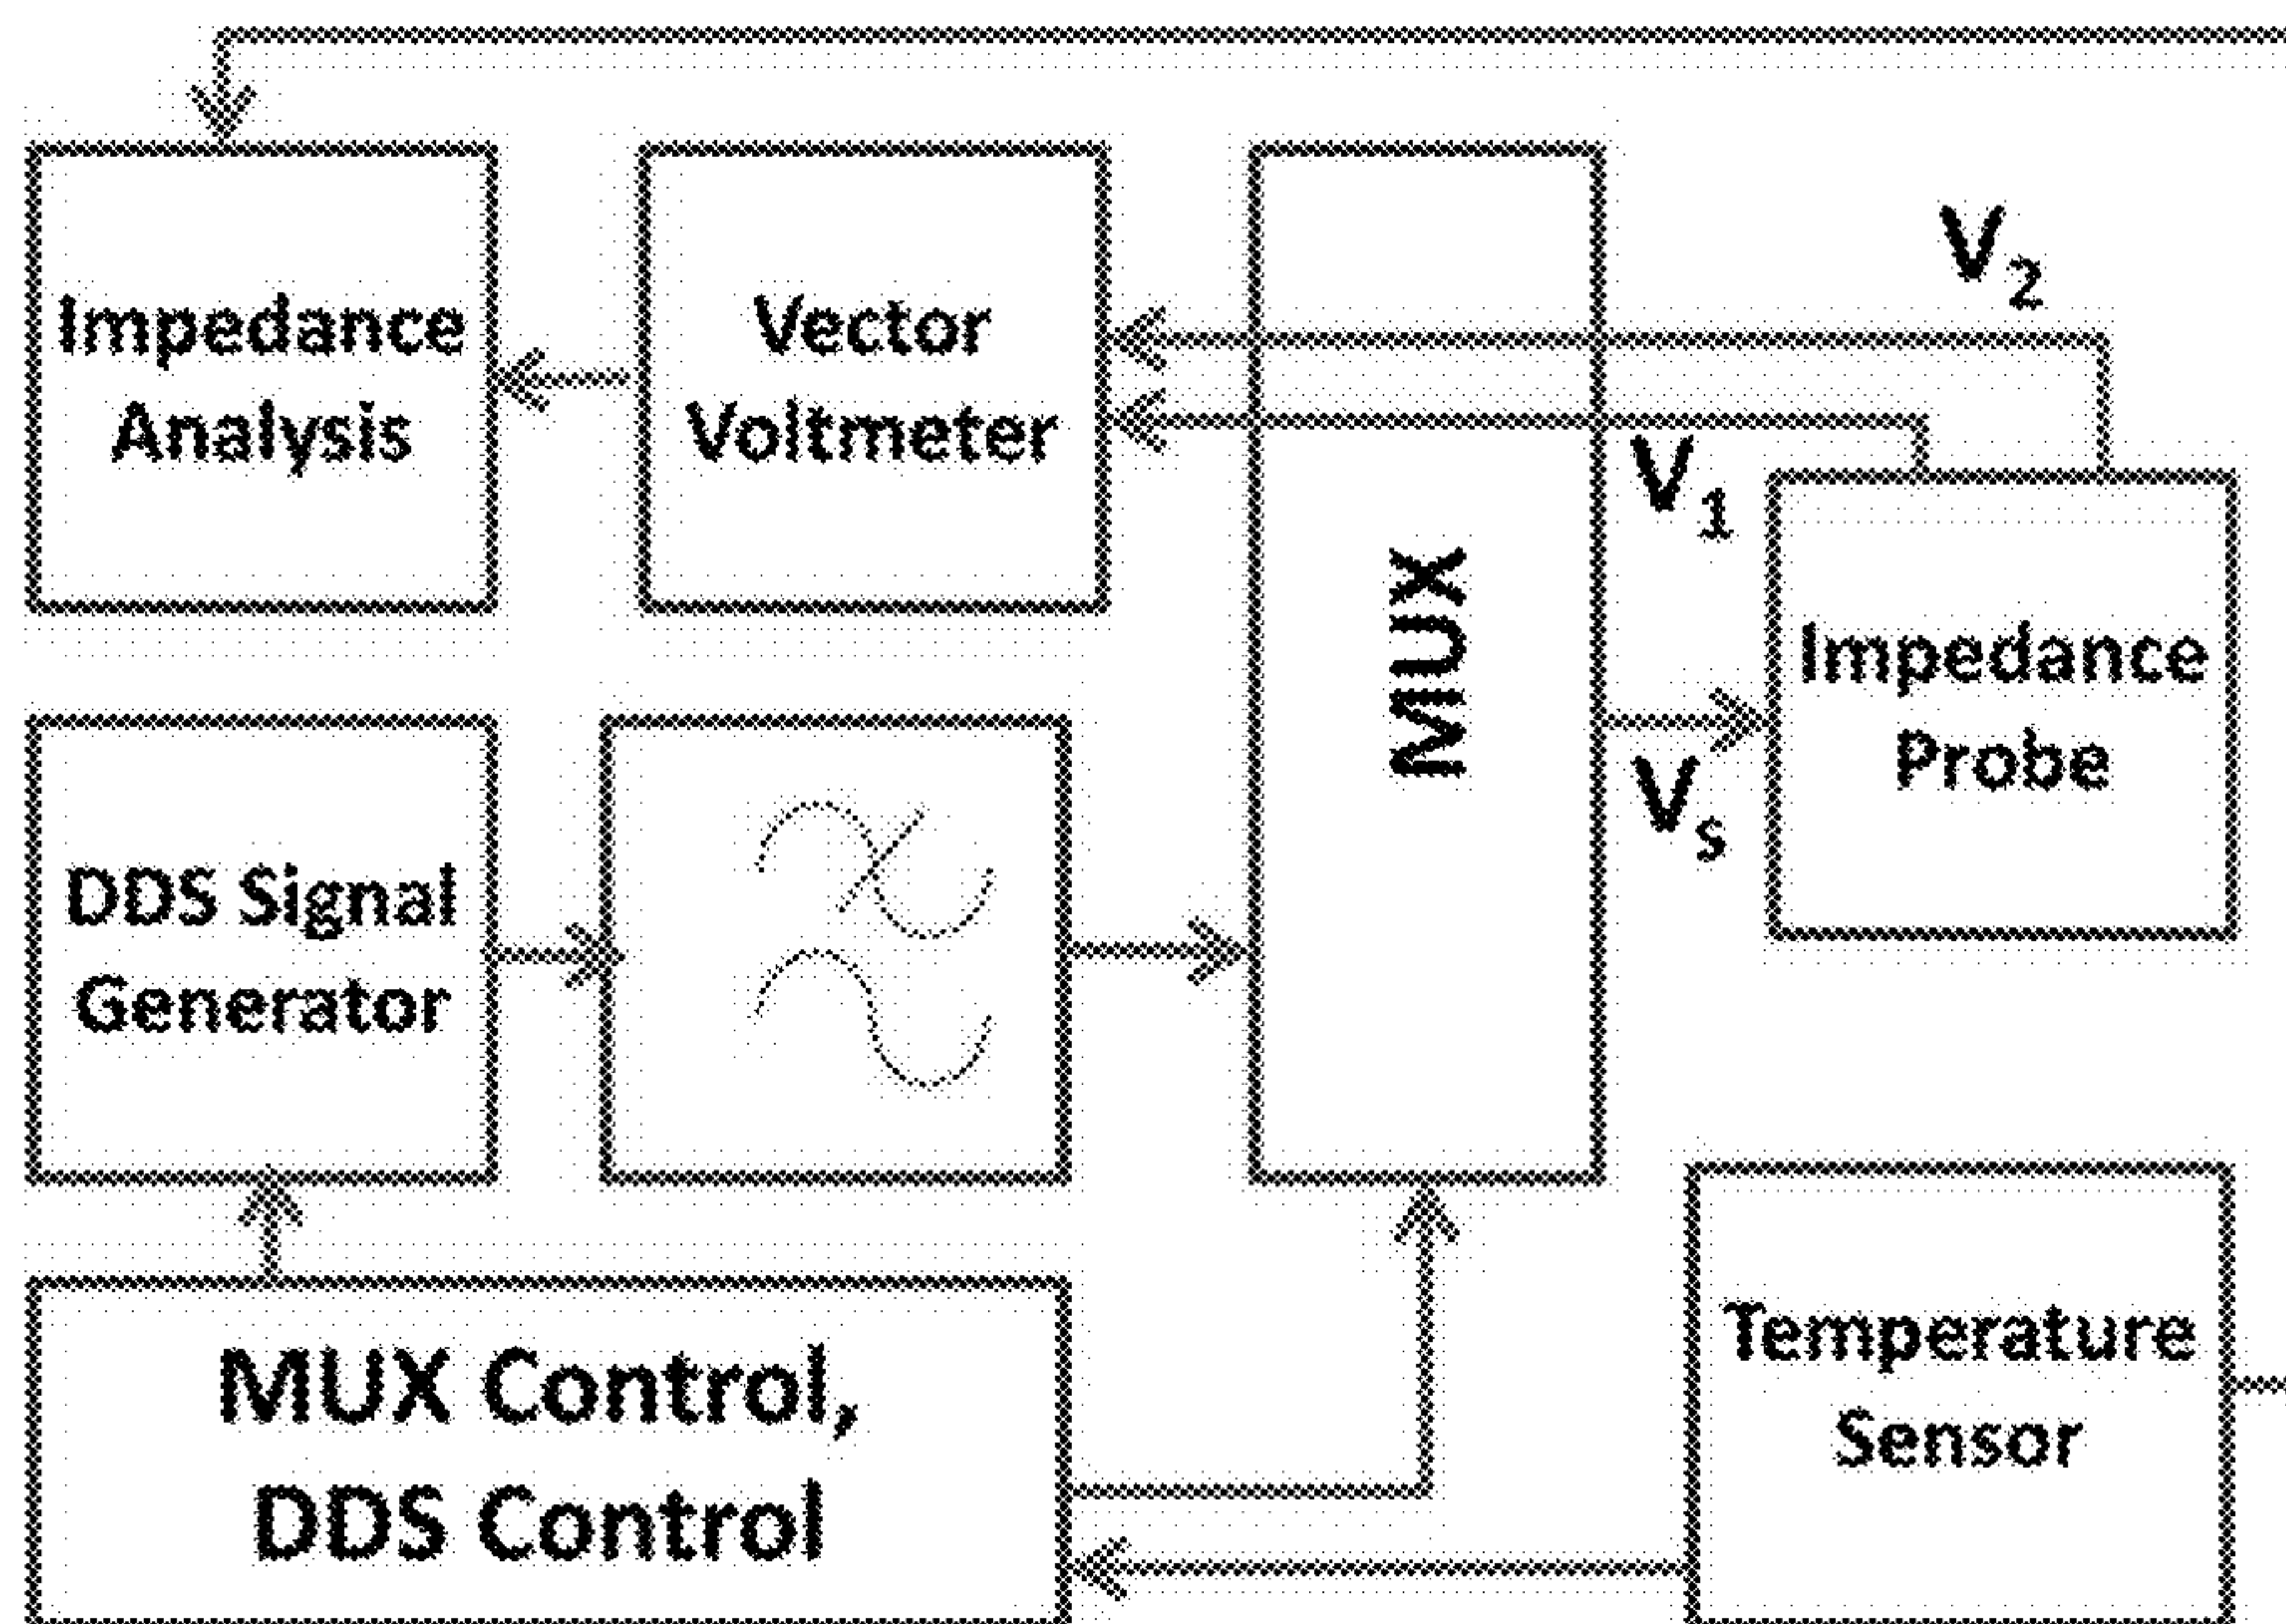 Impedance
Analysis
Vector
Voltmeter
MUX
V2
V1
Vs
Impedance
Probe
DDS Signal
Generator
MUX Control,
DDS Control
Temperature
Sensor